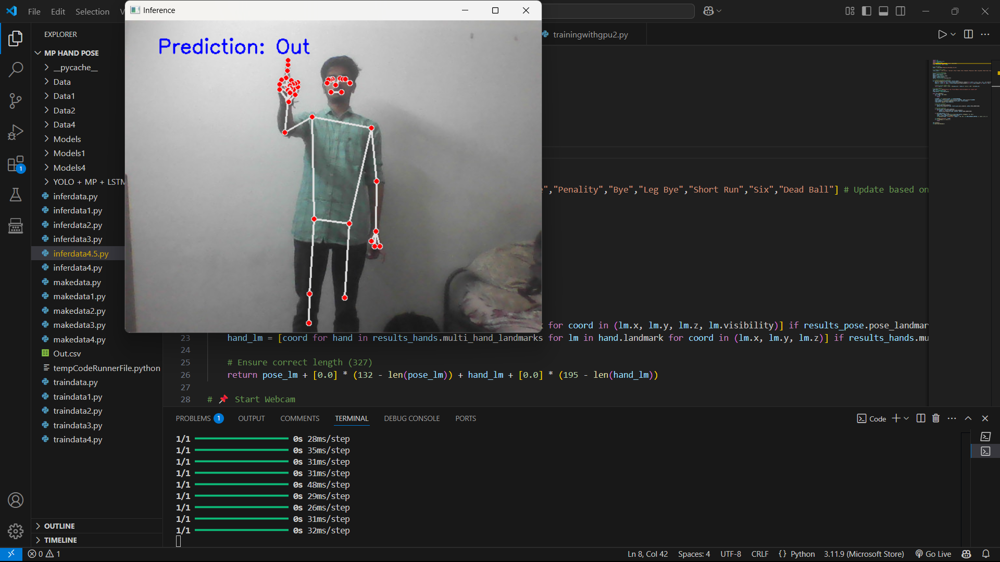 File Edit Selection V
Inference
EXPLORER
MP HAND POSE
__pycache__
Data
Data1
Data2
Data4
Models
Models1
Models4
YOLO + MP + LSTM
inferdata.py
inferdata1.py
inferdata2.py
inferdata3.py
inferdata4.5.py
inferdata4.py
makedata.py
makedata1.py
makedata2.py
makedata3.py
makedata4.py
Out.csv
tempCodeRunnerFile.python
traindata.py
traindata1.py
traindata2.py
traindata3.py
traindata4.py
OUTLINE
TIMELINE
1
Prediction: Out
trainingwithgpu2.py
","Penality","Bye","Leg Bye","Short Run","Six","Dead Ball"] # Update based on
for coord in (lm.x, lm.y, lm.z, lm.visibility)] if results_pose.pose_landmar
23 hand_lm = [coord for hand in results_hands.multi_hand_landmarks for lm in hand.landmark for coord in (lm.x, lm.y, lm.z)] if results_hands.mu
24
25 # Ensure correct length (327)
26 return pose_lm + [0.0] * (132 - len(pose_lm)) + hand_lm + [0.0] * (195 - len(hand_lm))
27
28 # 📌 Start Webcam
PROBLEMS 1 OUTPUT COMMENTS TERMINAL DEBUG CONSOLE PORTS Code
1/1 0s 28ms/step
1/1 0s 35ms/step
1/1 0s 31ms/step
1/1 0s 31ms/step
1/1 0s 48ms/step
1/1 0s 29ms/step
1/1 0s 26ms/step
1/1 0s 31ms/step
1/1 0s 32ms/step
0 1 Ln 8, Col 42 Spaces: 4 UTF-8 CRLF {} Python 3.11.9 (Microsoft Store) Go Live